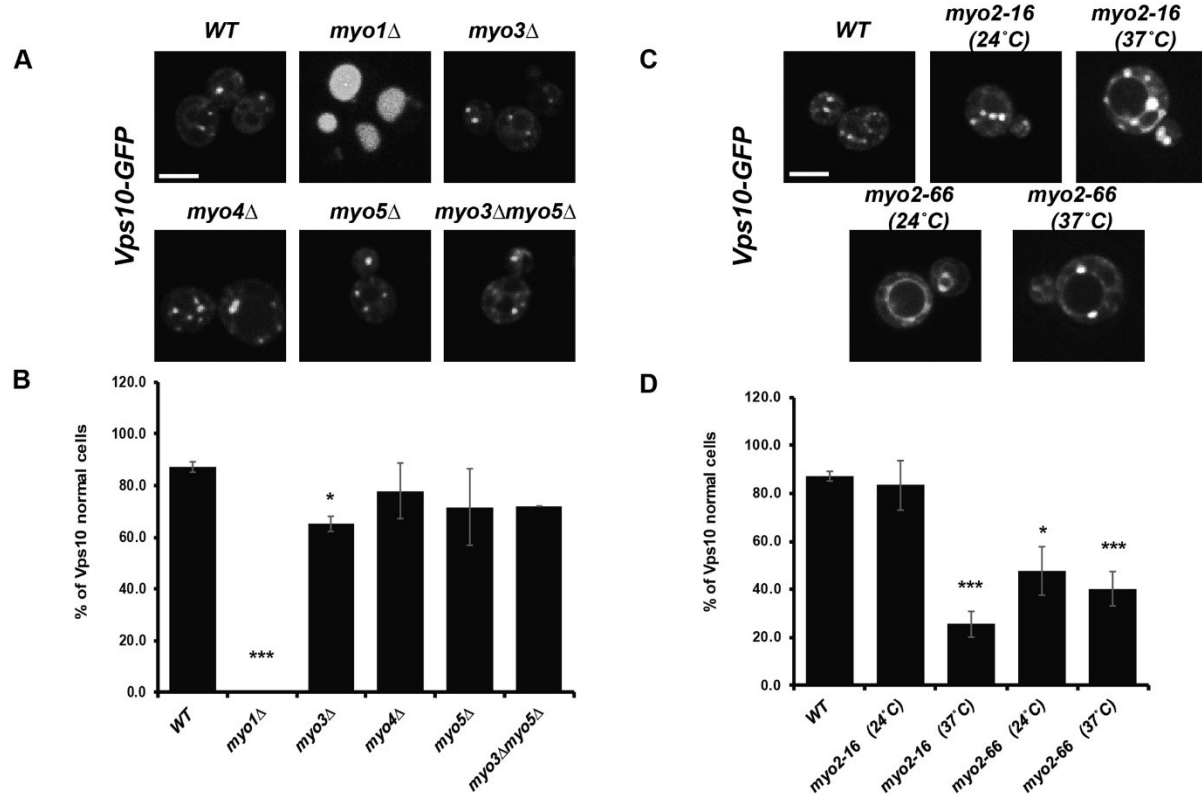 A
WT
myo1Δ
myo3Δ
Vps10-GFP
myo4Δ
myo5Δ
myo3Δmyo5Δ
B
% of Vps10 normal cells
120.0
100.0
80.0
60.0
40.0
20.0
0.0
***
*
WT
myo1Δ
myo3Δ
myo4Δ
myo5Δ
myo3Δmyo5Δ
C
WT
myo2-16
(24°C)
myo2-16
(37°C)
Vps10-GFP
myo2-66
(24°C)
myo2-66
(37°C)
D
% of Vps10 normal cells
120.0
100.0
80.0
60.0
40.0
20.0
0.0
***
*
***
WT
myo2-16 (24°C)
myo2-16 (37°C)
myo2-66 (24°C)
myo2-66 (37°C)